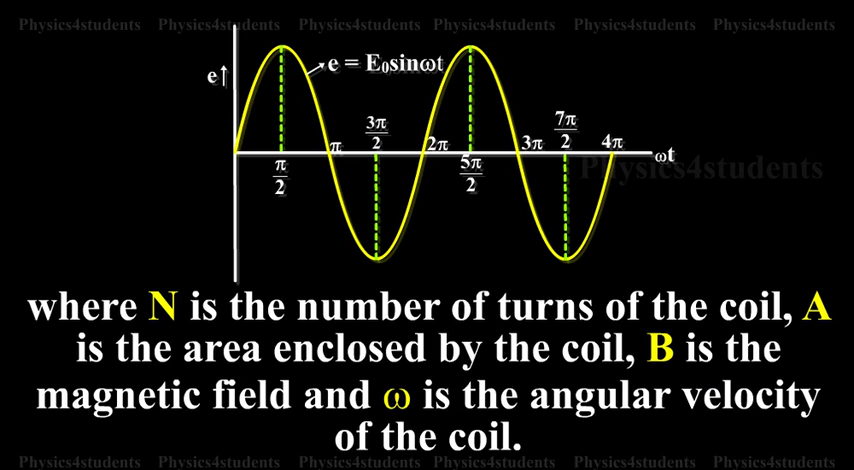 Physics4students Physics4students Physics4students Physics4students Physics4students Physics4students
e↑
e = E₀sinωt
π/2
π
3π/2
2π
5π/2
3π
7π/2
4π
ωt
Physics4students
where N is the number of turns of the coil, A
is the area enclosed by the coil, B is the
magnetic field and ω is the angular velocity
of the coil.
Physics4students Physics4students Physics4students Physics4students Physics4students Physics4students